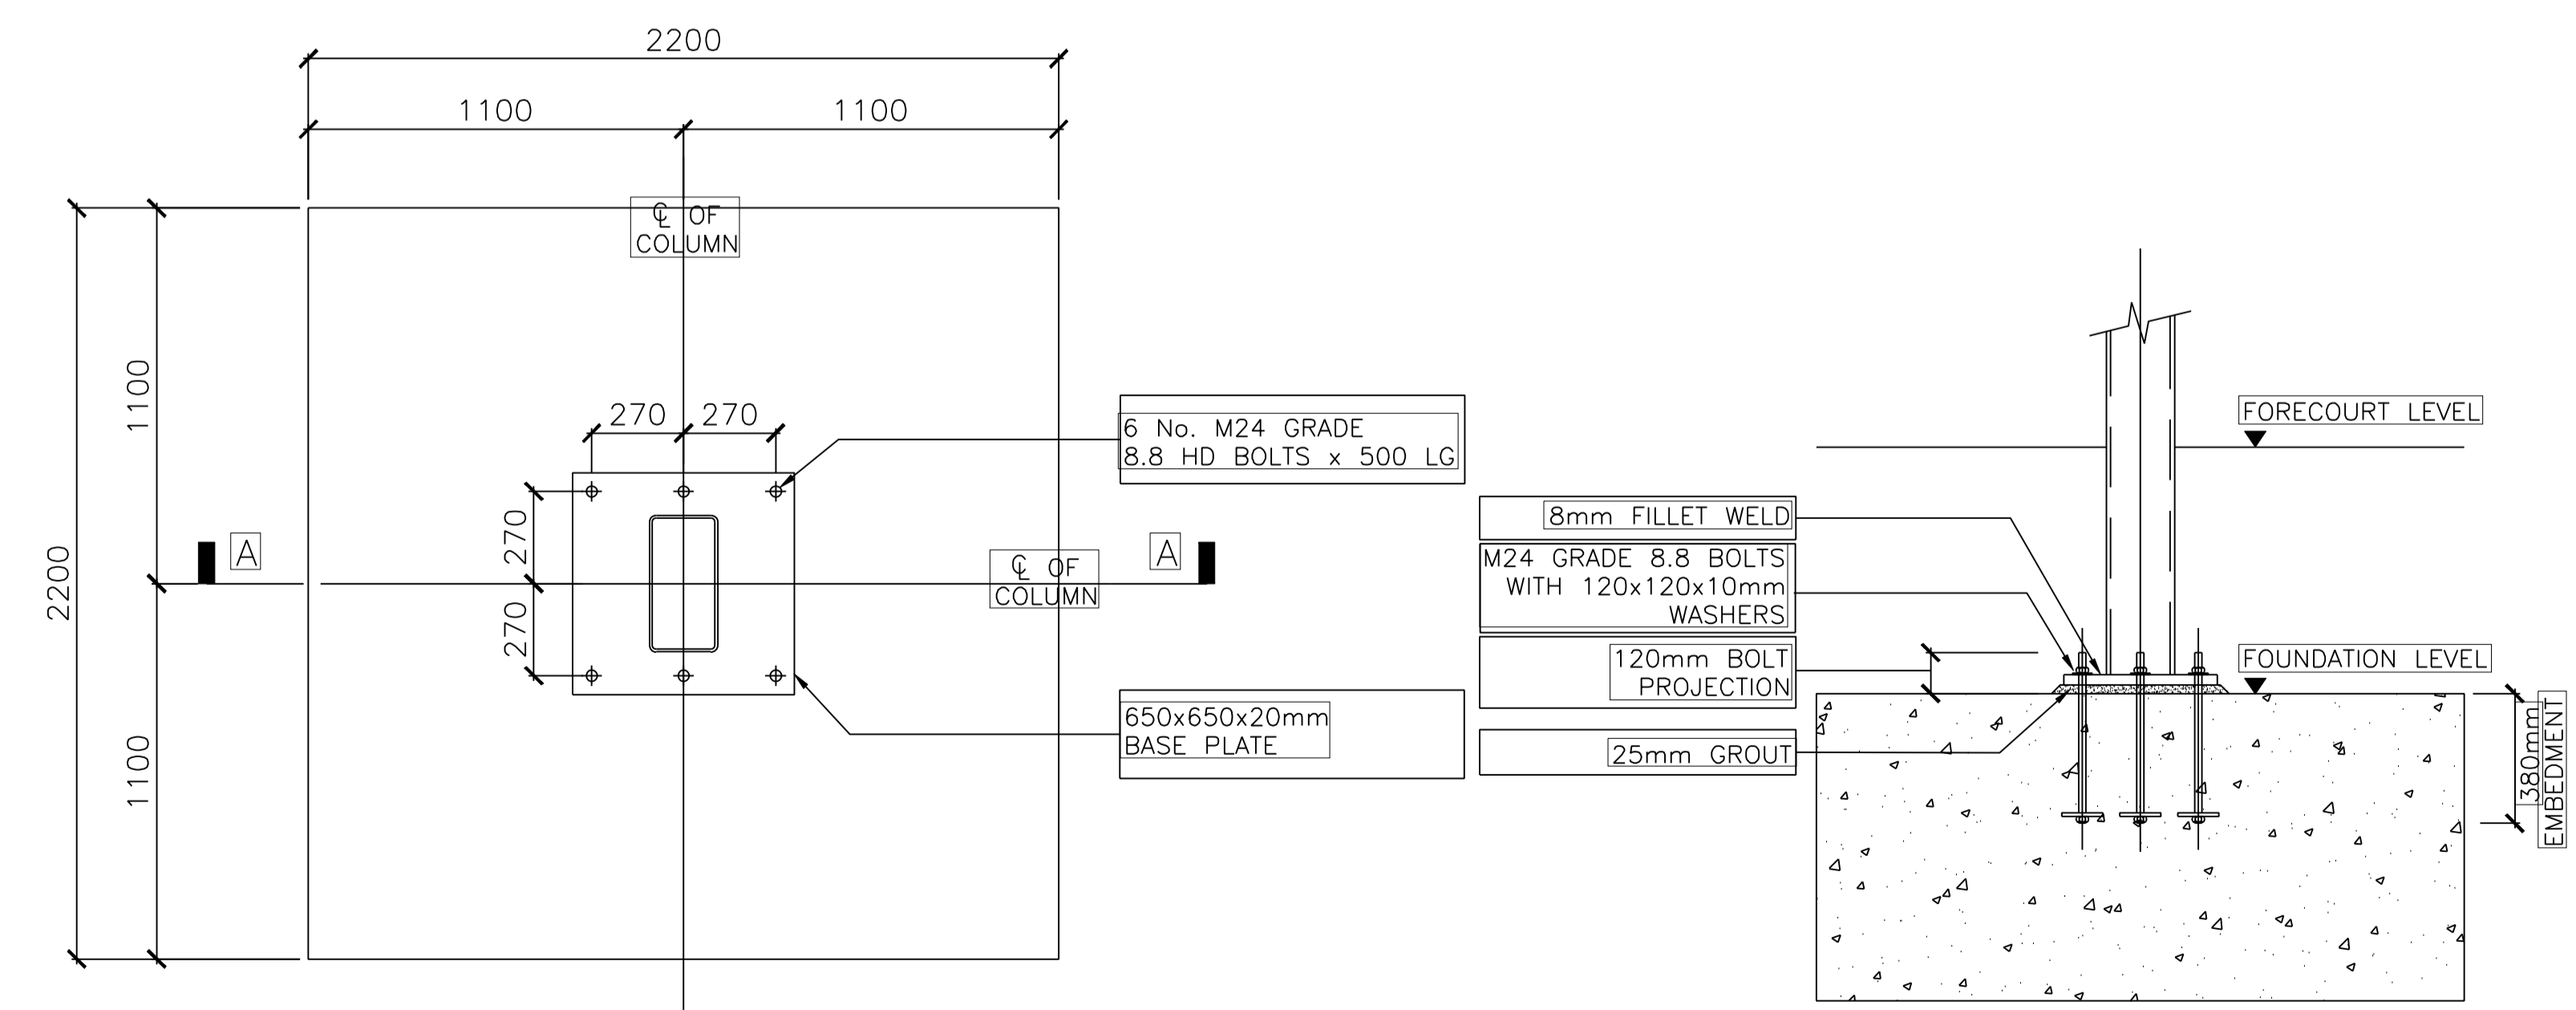 2200
1100
1100
℄ OF
COLUMN
1100
2200
270
270
6 No. M24 GRADE
8.8 HD BOLTS x 500 LG
270
A
℄ OF
COLUMN
A
270
650x650x20mm
BASE PLATE
1100
FORECOURT LEVEL
8mm FILLET WELD
M24 GRADE 8.8 BOLTS
WITH 120x120x10mm
WASHERS
120mm BOLT
PROJECTION
FOUNDATION LEVEL
25mm GROUT
380mm
EMBEDMENT